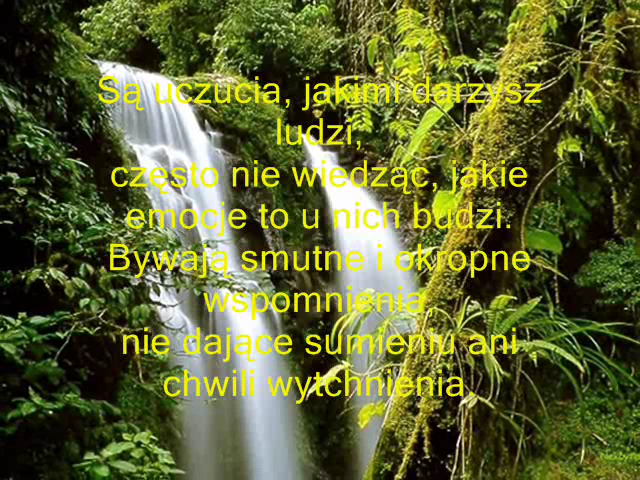 Są uczucia, jakimi darzysz
ludzi,
często nie wiedząc, jakie
emocje to u nich budzi.
Bywają smutne i okropne
wspomnienia
nie dające sumieniu ani
chwili wytchnienia